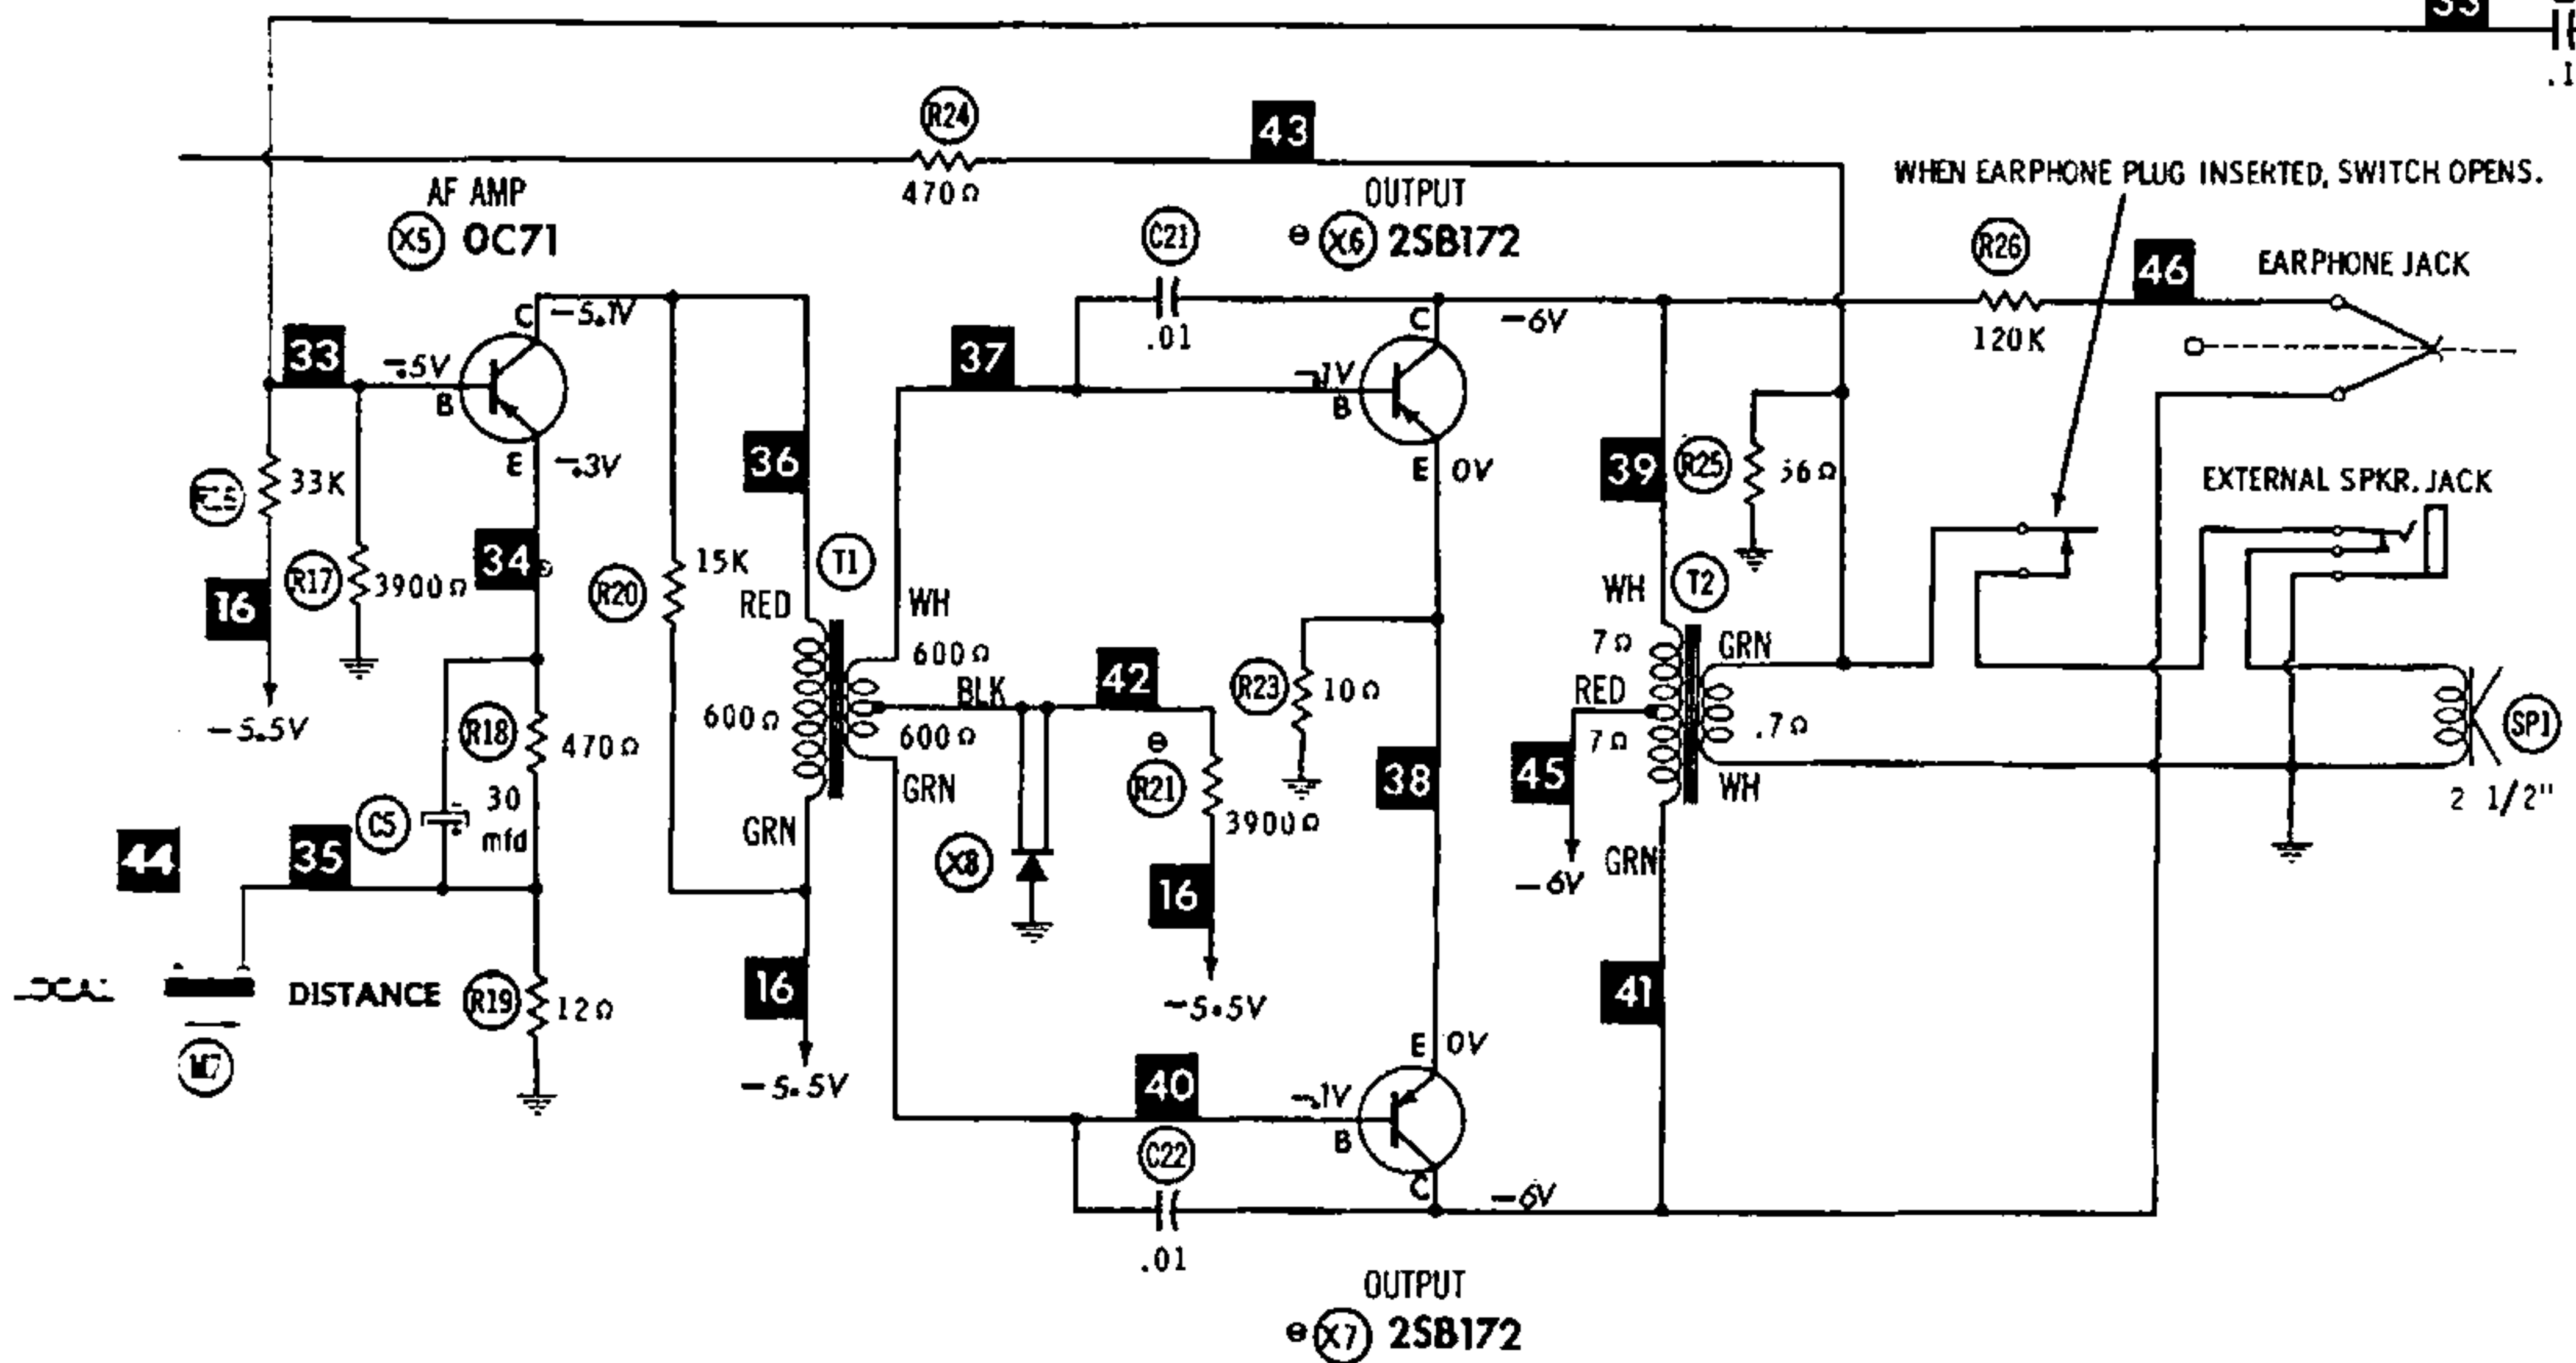 33
.1
R24
43
470Ω
WHEN EARPHONE PLUG INSERTED, SWITCH OPENS.
AF AMP
X5 OC71
OUTPUT
X6 2SB172
C21
.01
R26
120K
46
EARPHONE JACK
C -5.1V
33
-.5V
B
E -.3V
33K
16
-5.5V
R17
3900Ω
34
R18
470Ω
C5
30
mfd
44
35
DISTANCE
R19
12Ω
R20
15K
36
RED
T1
600Ω
GRN
16
-5.5V
WH
600Ω
BLK
600Ω
GRN
37
42
X8
R21
3900Ω
16
-5.5V
C
-6V
B
E 0V
R23
10Ω
38
40
-.1V
B
E 0V
C
-6V
C22
.01
OUTPUT
X7 2SB172
39
R25
WH
T2
7Ω
RED
7Ω
45
-6V
GRN
41
GRN
.7Ω
WH
EXTERNAL SPKR. JACK
SP1
2 1/2"